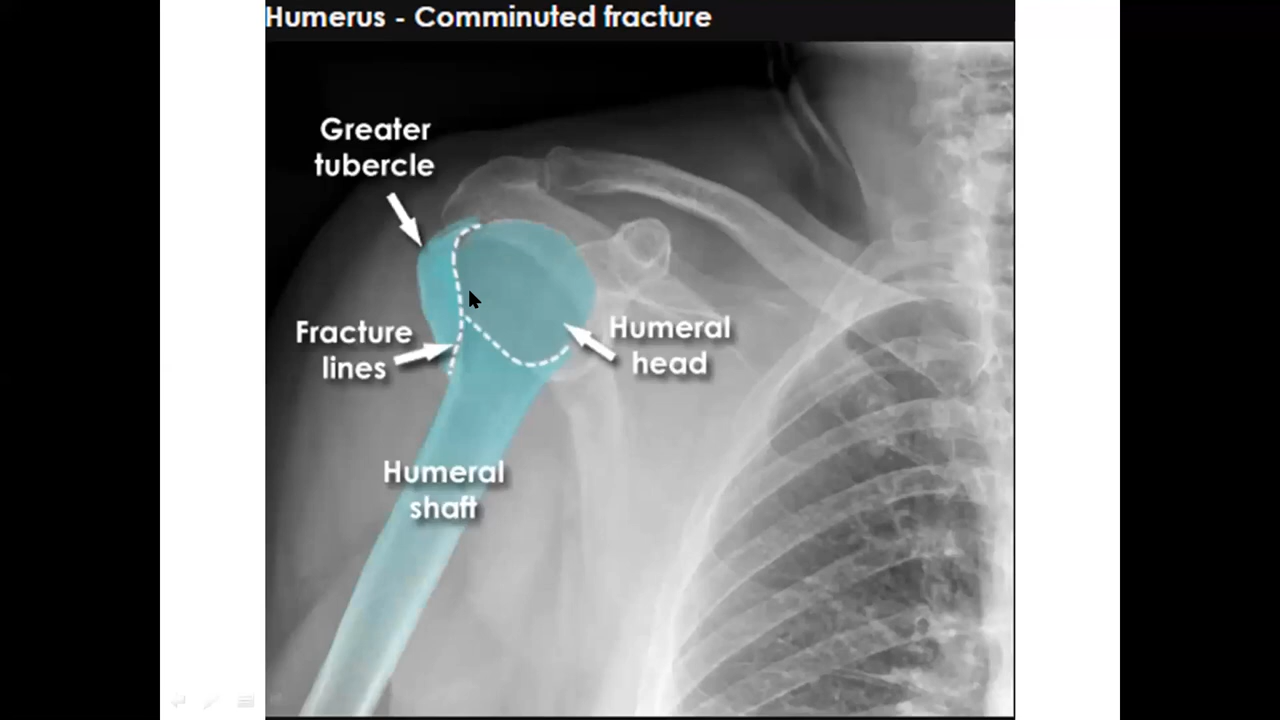 Humerus - Comminuted fracture
Greater
tubercle
Fracture
lines
Humeral
head
Humeral
shaft